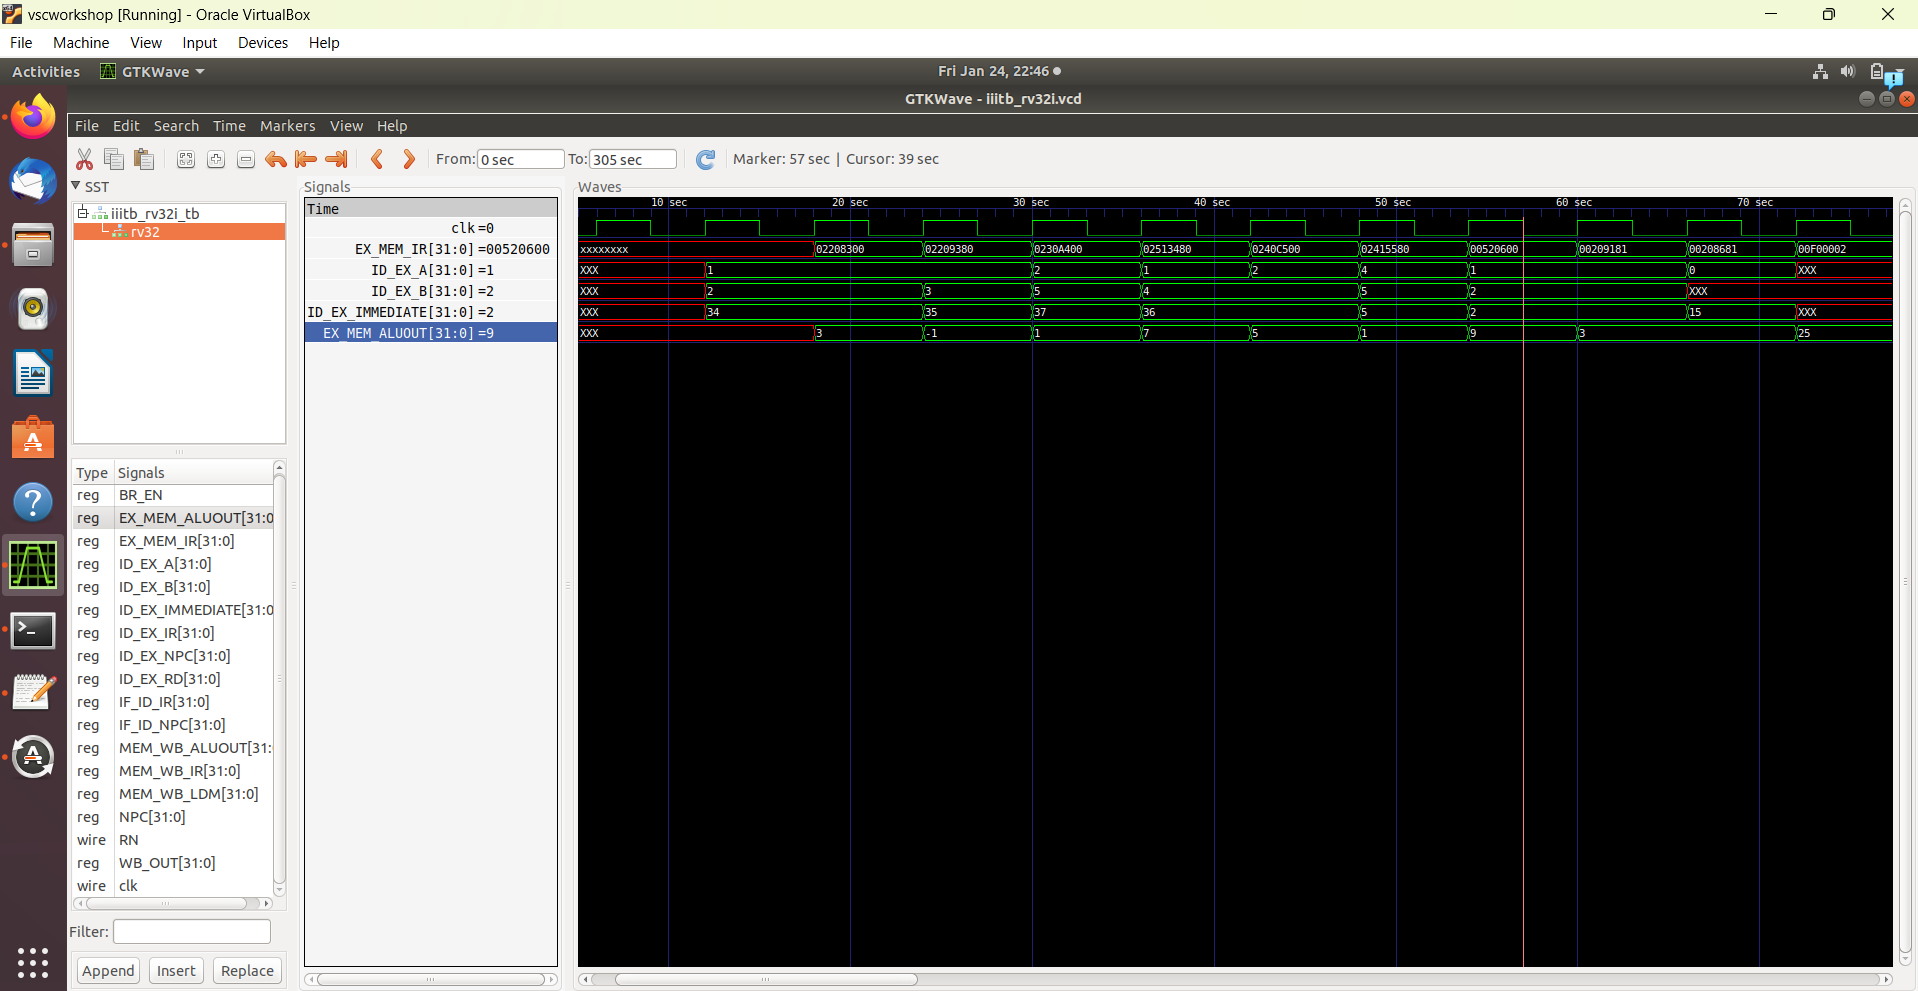 vscworkshop [Running] - Oracle VirtualBox
File Machine View Input Devices Help
Activities GTKWave Fri Jan 24, 22:46
GTKWave - iiitb_rv32i.vcd
File Edit Search Time Markers View Help
From: 0 sec To: 305 sec Marker: 57 sec | Cursor: 39 sec
SST
iiitb_rv32i_tb
rv32
Type Signals
reg BR_EN
reg EX_MEM_ALUOUT[31:0
reg EX_MEM_IR[31:0]
reg ID_EX_A[31:0]
reg ID_EX_B[31:0]
reg ID_EX_IMMEDIATE[31:0
reg ID_EX_IR[31:0]
reg ID_EX_NPC[31:0]
reg ID_EX_RD[31:0]
reg IF_ID_IR[31:0]
reg IF_ID_NPC[31:0]
reg MEM_WB_ALUOUT[31:
reg MEM_WB_IR[31:0]
reg MEM_WB_LDM[31:0]
reg NPC[31:0]
wire RN
reg WB_OUT[31:0]
wire clk
Filter:
Append Insert Replace
Signals
Time
clk=0
EX_MEM_IR[31:0]=00520600
ID_EX_A[31:0]=1
ID_EX_B[31:0]=2
ID_EX_IMMEDIATE[31:0]=2
EX_MEM_ALUOUT[31:0]=9
Waves
10 sec 20 sec 30 sec 40 sec 50 sec 60 sec 70 sec
xxxxxxxx 02208300 02209380 0230A400 02513480 0240C500 02415580 00520600 00209181 00208681 00F00002
XXX 1 2 1 2 4 1 0 XXX
XXX 2 3 5 4 5 2 XXX
XXX 34 35 37 36 5 2 15 XXX
XXX 3 -1 1 7 5 1 9 3 25